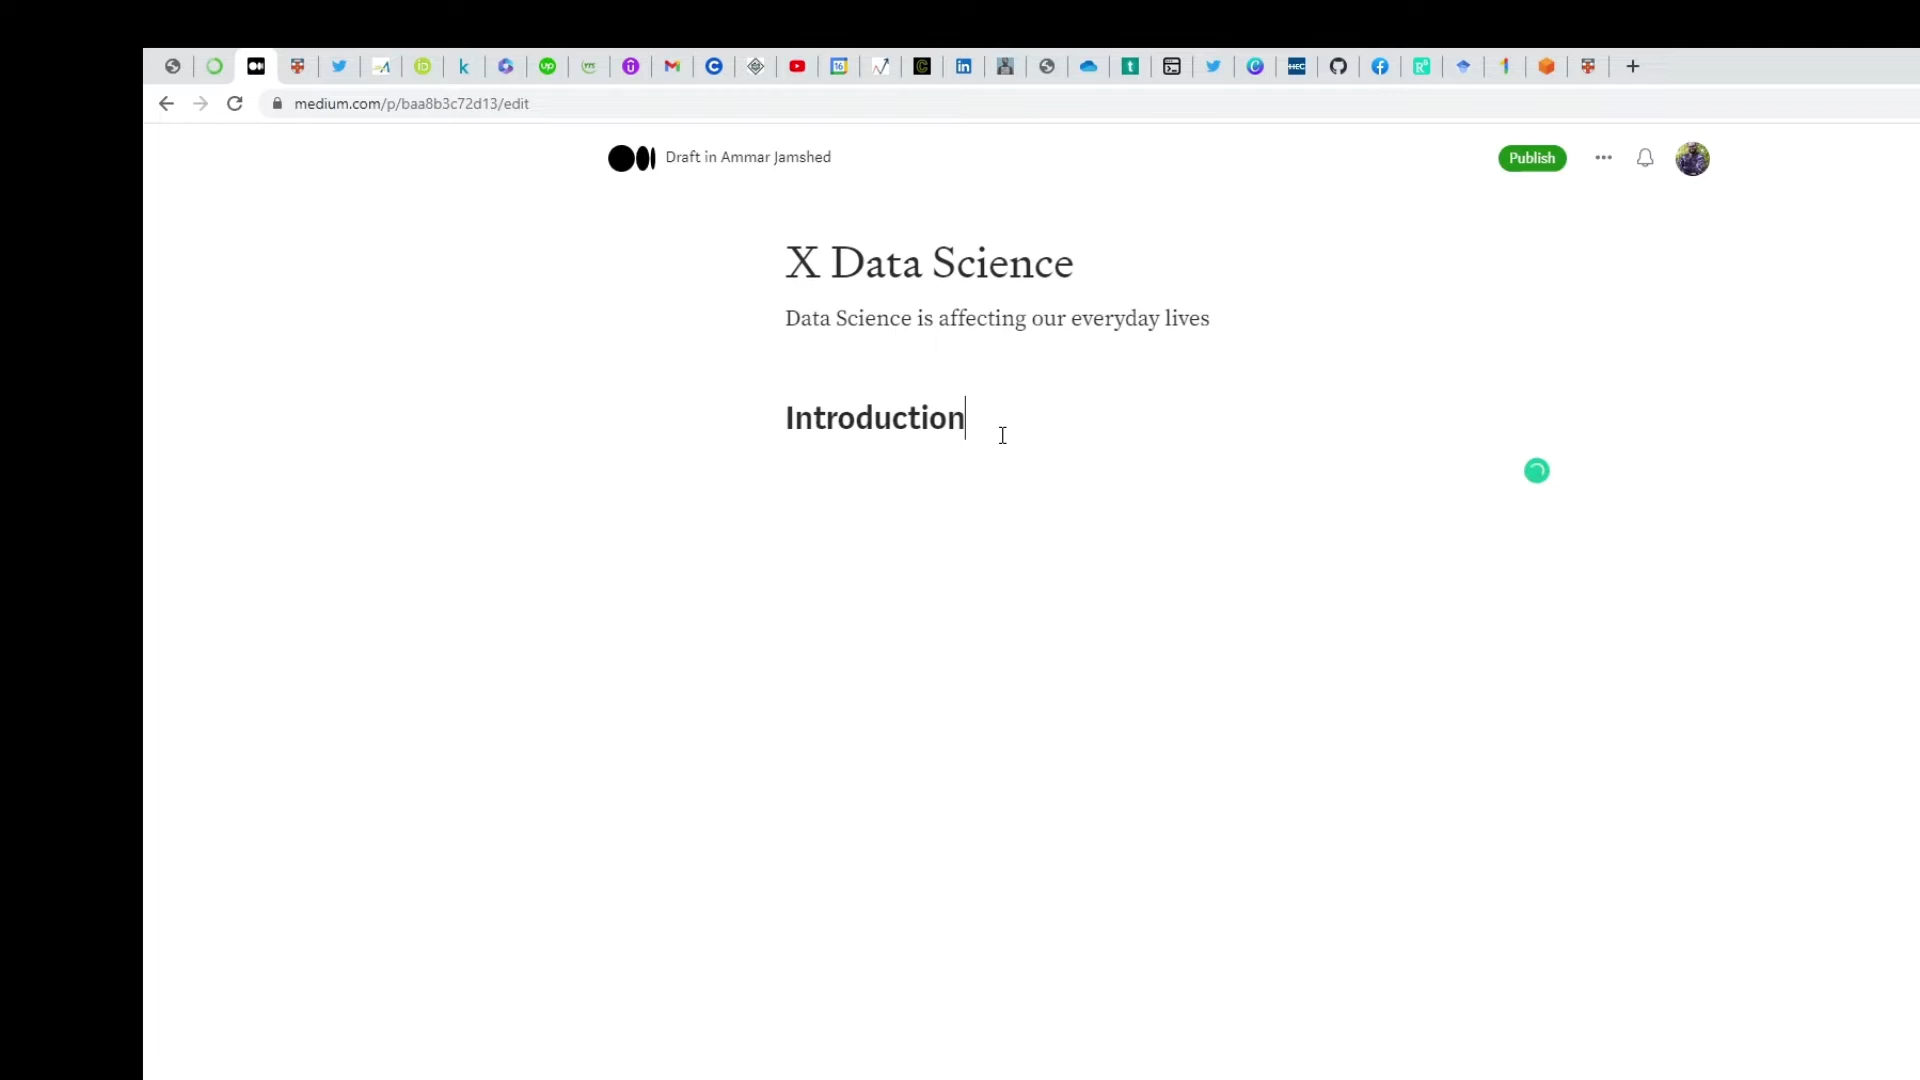 medium.com/p/baa8b3c72d13/edit
Draft in Ammar Jamshed
Publish
X Data Science
Data Science is affecting our everyday lives
Introduction